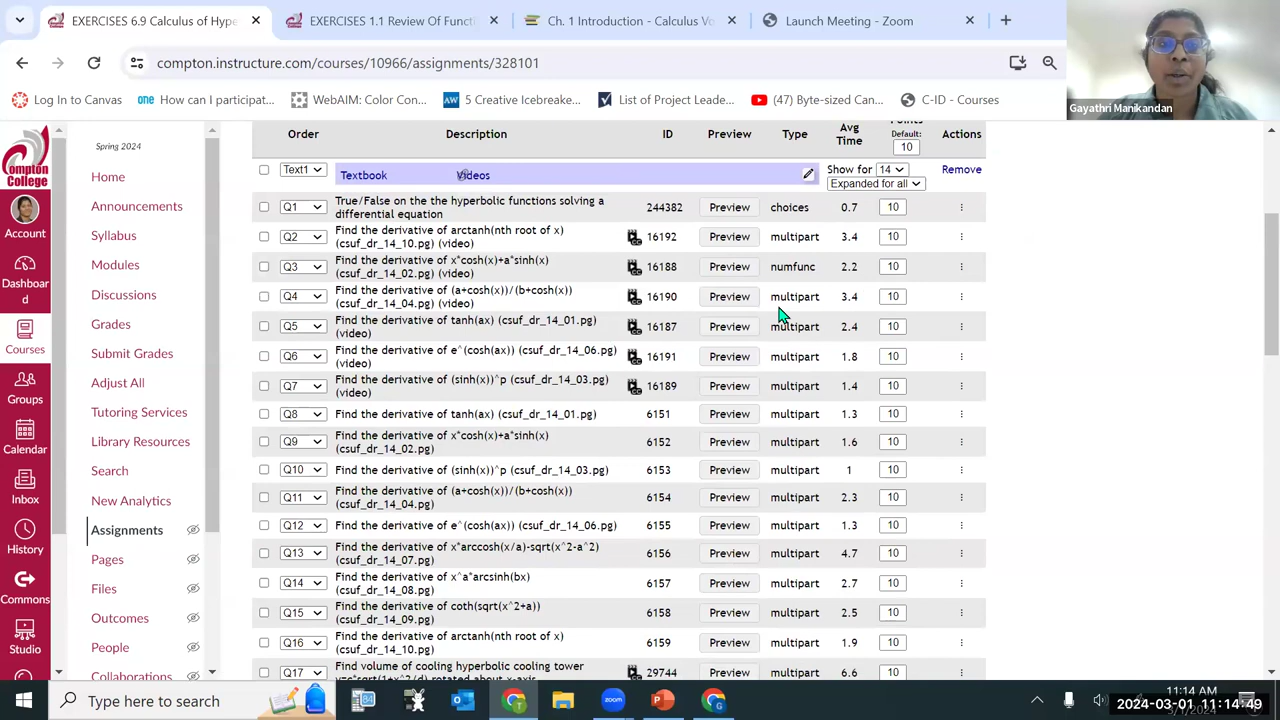 EXERCISES 6.9 Calculus of Hype
EXERCISES 1.1 Review Of Functi
Ch. 1 Introduction - Calculus Vo
Launch Meeting - Zoom
compton.instructure.com/courses/10966/assignments/328101
Log In to Canvas
one How can I participat...
WebAIM: Color Con...
AW 5 Creative Icebreake...
List of Project Leade...
(47) Byte-sized Can...
C-ID - Courses
Gayathri Manikandan
Compton College
Account
Dashboar
d
Courses
Groups
Calendar
Inbox
History
Commons
Studio
Spring 2024
Home
Announcements
Syllabus
Modules
Discussions
Grades
Submit Grades
Adjust All
Tutoring Services
Library Resources
Search
New Analytics
Assignments
Pages
Files
Outcomes
People
Collaborations
Order Description ID Preview Type Avg Time Points Default: 10 Actions
Text1 Textbook Videos Show for 14 Expanded for all Remove
Q1 True/False on the the hyperbolic functions solving a
differential equation 244382 Preview choices 0.7 10
Q2 Find the derivative of arctanh(nth root of x)
(csuf_dr_14_10.pg) (video) 16192 Preview multipart 3.4 10
Q3 Find the derivative of x*cosh(x)+a*sinh(x)
(csuf_dr_14_02.pg) (video) 16188 Preview numfunc 2.2 10
Q4 Find the derivative of (a+cosh(x))/(b+cosh(x))
(csuf_dr_14_04.pg) (video) 16190 Preview multipart 3.4 10
Q5 Find the derivative of tanh(ax) (csuf_dr_14_01.pg)
(video) 16187 Preview multipart 2.4 10
Q6 Find the derivative of e^(cosh(ax)) (csuf_dr_14_06.pg)
(video) 16191 Preview multipart 1.8 10
Q7 Find the derivative of (sinh(x))^p (csuf_dr_14_03.pg)
(video) 16189 Preview multipart 1.4 10
Q8 Find the derivative of tanh(ax) (csuf_dr_14_01.pg) 6151 Preview multipart 1.3 10
Q9 Find the derivative of x*cosh(x)+a*sinh(x)
(csuf_dr_14_02.pg) 6152 Preview multipart 1.6 10
Q10 Find the derivative of (sinh(x))^p (csuf_dr_14_03.pg) 6153 Preview multipart 1 10
Q11 Find the derivative of (a+cosh(x))/(b+cosh(x))
(csuf_dr_14_04.pg) 6154 Preview multipart 2.3 10
Q12 Find the derivative of e^(cosh(ax)) (csuf_dr_14_06.pg) 6155 Preview multipart 1.3 10
Q13 Find the derivative of x*arccosh(x/a)-sqrt(x^2-a^2)
(csuf_dr_14_07.pg) 6156 Preview multipart 4.7 10
Q14 Find the derivative of x^a*arcsinh(bx)
(csuf_dr_14_08.pg) 6157 Preview multipart 2.7 10
Q15 Find the derivative of coth(sqrt(x^2+a))
(csuf_dr_14_09.pg) 6158 Preview multipart 2.5 10
Q16 Find the derivative of arctanh(nth root of x)
(csuf_dr_14_10.pg) 6159 Preview multipart 1.9 10
Q17 Find volume of cooling hyperbolic cooling tower
29744 Preview multipart 6.6 10
Type here to search
11:14 AM
2024-03-01 11:14:49